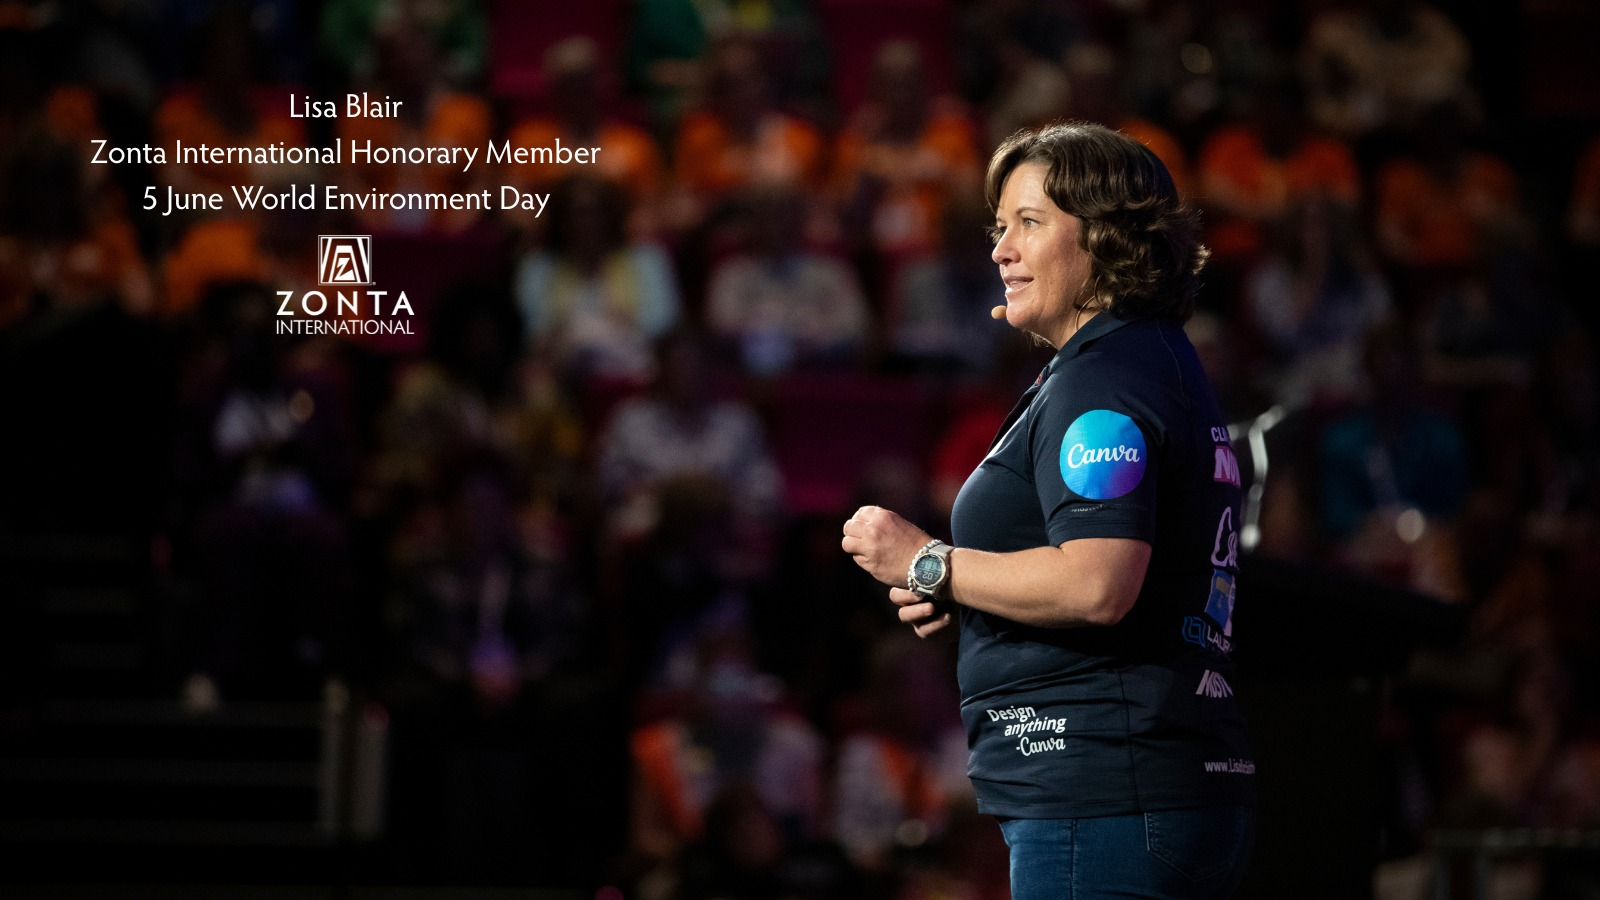 Lisa Blair
Zonta International Honorary Member
5 June World Environment Day
ZONTA
INTERNATIONAL
Canva
Design
anything
-Canva